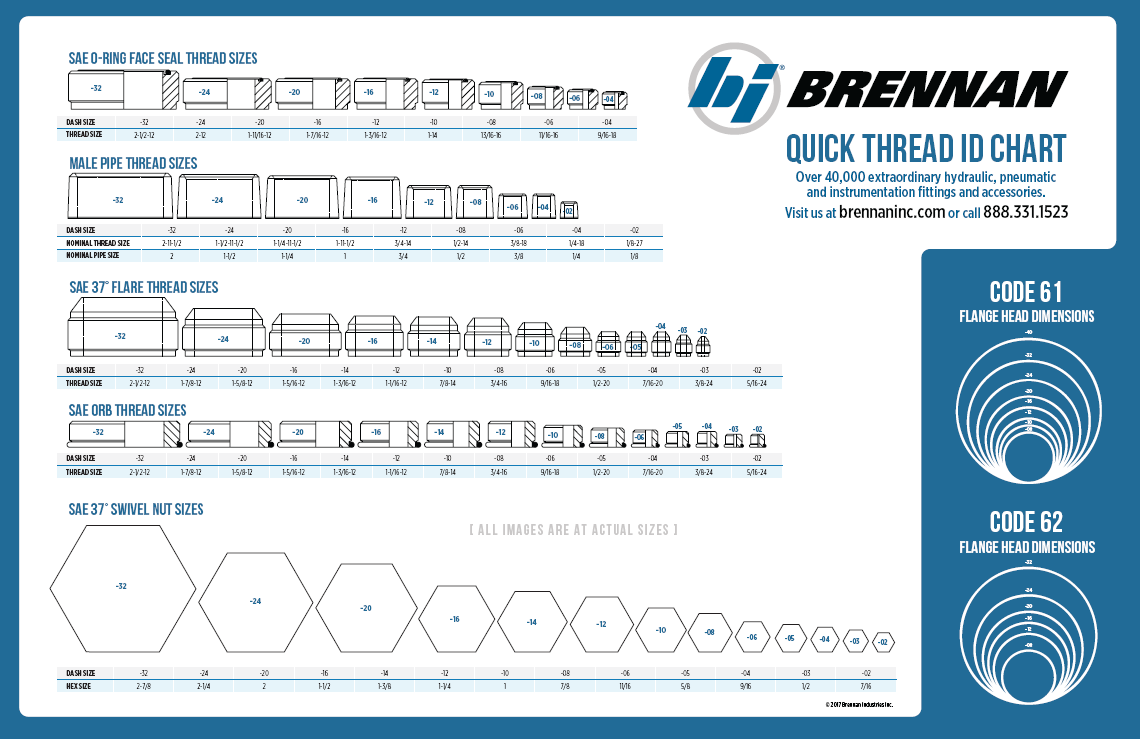 SAE O-RING FACE SEAL THREAD SIZES
-32 -24 -20 -16 -12 -10 -08 -06 -04
DASH SIZE -32 -24 -20 -16 -12 -10 -08 -06 -04
THREAD SIZE 2-1/2-12 2-12 1-11/16-12 1-7/16-12 1-3/16-12 1-14 13/16-16 11/16-16 9/16-18
MALE PIPE THREAD SIZES
-32 -24 -20 -16 -12 -08 -06 -04 -02
DASH SIZE -32 -24 -20 -16 -12 -08 -06 -04 -02
NOMINAL THREAD SIZE 2-11-1/2 1-1/2-11-1/2 1-1/4-11-1/2 1-11-1/2 3/4-14 1/2-14 3/8-18 1/4-18 1/8-27
NOMINAL PIPE SIZE 2 1-1/2 1-1/4 1 3/4 1/2 3/8 1/4 1/8
SAE 37° FLARE THREAD SIZES
-32 -24 -20 -16 -14 -12 -10 -08 -06 -05 -04 -03 -02
DASH SIZE -32 -24 -20 -16 -14 -12 -10 -08 -06 -05 -04 -03 -02
THREAD SIZE 2-1/2-12 1-7/8-12 1-5/8-12 1-5/16-12 1-3/16-12 1-1/16-12 7/8-14 3/4-16 9/16-18 1/2-20 7/16-20 3/8-24 5/16-24
SAE ORB THREAD SIZES
-32 -24 -20 -16 -14 -12 -10 -08 -06 -05 -04 -03 -02
DASH SIZE -32 -24 -20 -16 -14 -12 -10 -08 -06 -05 -04 -03 -02
THREAD SIZE 2-1/2-12 1-7/8-12 1-5/8-12 1-5/16-12 1-3/16-12 1-1/16-12 7/8-14 3/4-16 9/16-18 1/2-20 7/16-20 3/8-24 5/16-24
SAE 37° SWIVEL NUT SIZES
[ ALL IMAGES ARE AT ACTUAL SIZES ]
-32 -24 -20 -16 -14 -12 -10 -08 -06 -05 -04 -03 -02
DASH SIZE -32 -24 -20 -16 -14 -12 -10 -08 -06 -05 -04 -03 -02
HEX SIZE 2-7/8 2-1/4 2 1-1/2 1-3/8 1-1/4 1 7/8 11/16 5/8 9/16 1/2 7/16
©2017 Brennan Industries Inc.
bi® BRENNAN
QUICK THREAD ID CHART
Over 40,000 extraordinary hydraulic, pneumatic
and instrumentation fittings and accessories.
Visit us at brennaninc.com or call 888.331.1523
CODE 61
FLANGE HEAD DIMENSIONS
-40
-32
-24
-20
-16
-12
CODE 62
FLANGE HEAD DIMENSIONS
-32
-24
-20
-16
-12
-08